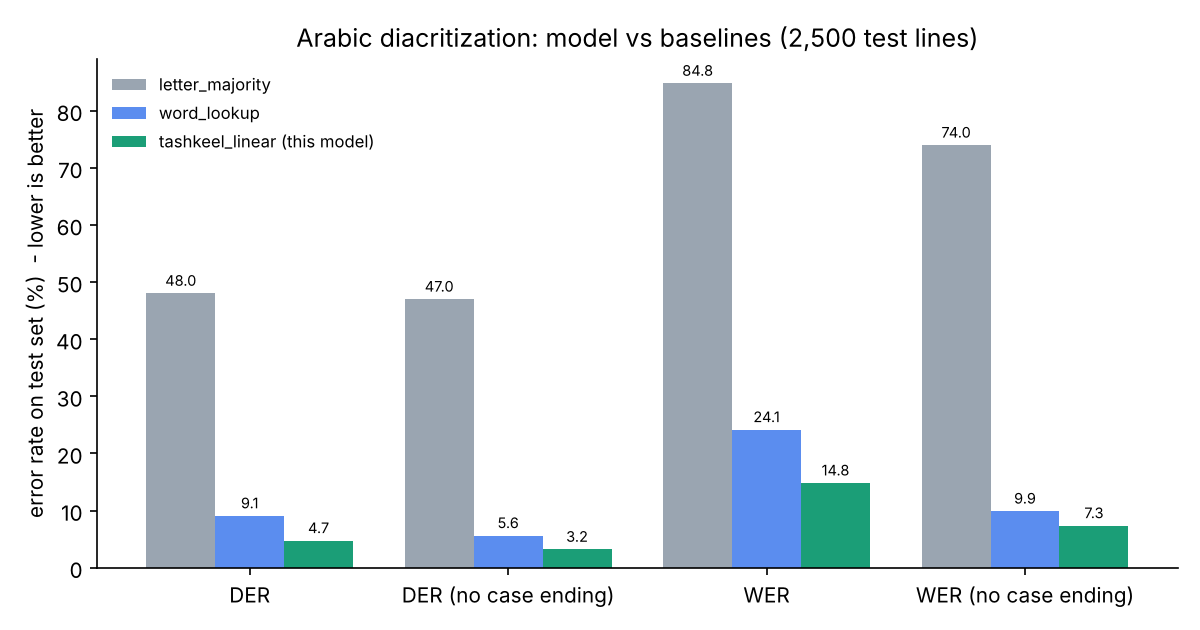 Arabic diacritization: model vs baselines (2,500 test lines)
letter_majority
word_lookup
tashkeel_linear (this model)
error rate on test set (%)  - lower is better
80
70
60
50
40
30
20
10
0
48.0
9.1
4.7
47.0
5.6
3.2
84.8
24.1
14.8
74.0
9.9
7.3
DER
DER (no case ending)
WER
WER (no case ending)